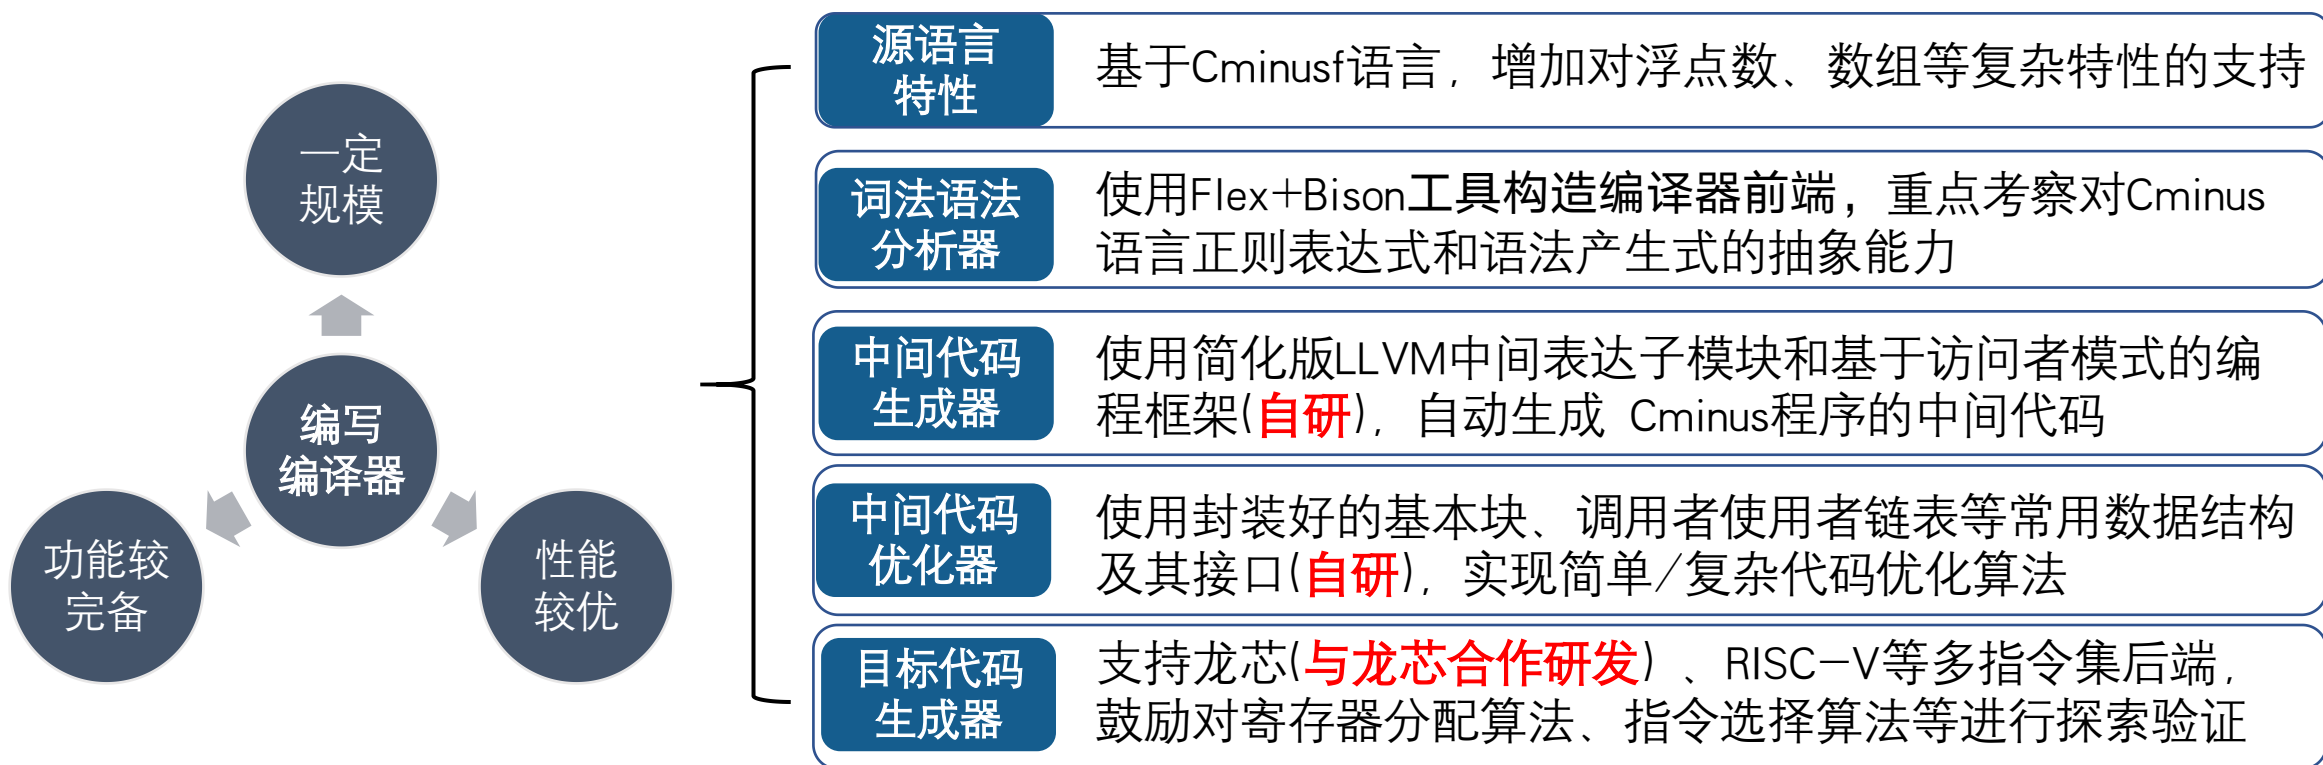 一定
规模
编写
编译器
功能较
完备
性能
较优
源语言
特性
基于Cminusf语言，增加对浮点数、数组等复杂特性的支持
词法语法
分析器
使用Flex+Bison工具构造编译器前端，重点考察对Cminus
语言正则表达式和语法产生式的抽象能力
中间代码
生成器
使用简化版LLVM中间表达子模块和基于访问者模式的编
程框架(自研)，自动生成 Cminus程序的中间代码
中间代码
优化器
使用封装好的基本块、调用者使用者链表等常用数据结构
及其接口(自研)，实现简单/复杂代码优化算法
目标代码
生成器
支持龙芯(与龙芯合作研发) 、RISC-V等多指令集后端，
鼓励对寄存器分配算法、指令选择算法等进行探索验证